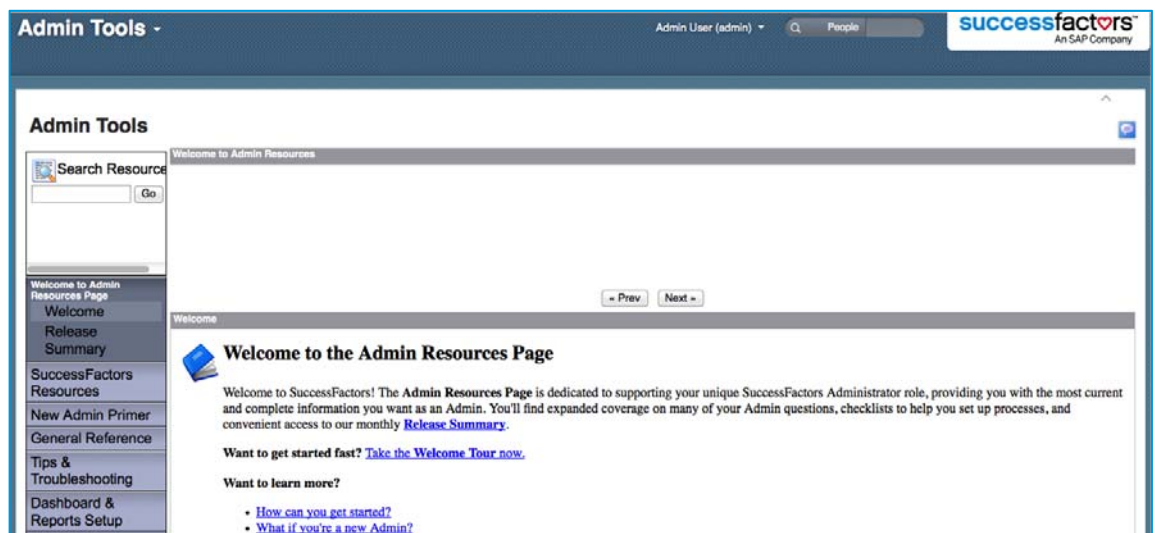 Admin Tools
Admin User (admin)
People
successfactors™
An SAP Company
Admin Tools
Search Resource
Go
Welcome to Admin Resources
« Prev
Next »
Welcome to Admin
Resources Page
Welcome
Release
Summary
SuccessFactors
Resources
New Admin Primer
General Reference
Tips &
Troubleshooting
Dashboard &
Reports Setup
Welcome
Welcome to the Admin Resources Page
Welcome to SuccessFactors! The Admin Resources Page is dedicated to supporting your unique SuccessFactors Administrator role, providing you with the most current
and complete information you want as an Admin. You'll find expanded coverage on many of your Admin questions, checklists to help you set up processes, and
convenient access to our monthly Release Summary.
Want to get started fast? Take the Welcome Tour now.
Want to learn more?
• How can you get started?
• What if you're a new Admin?